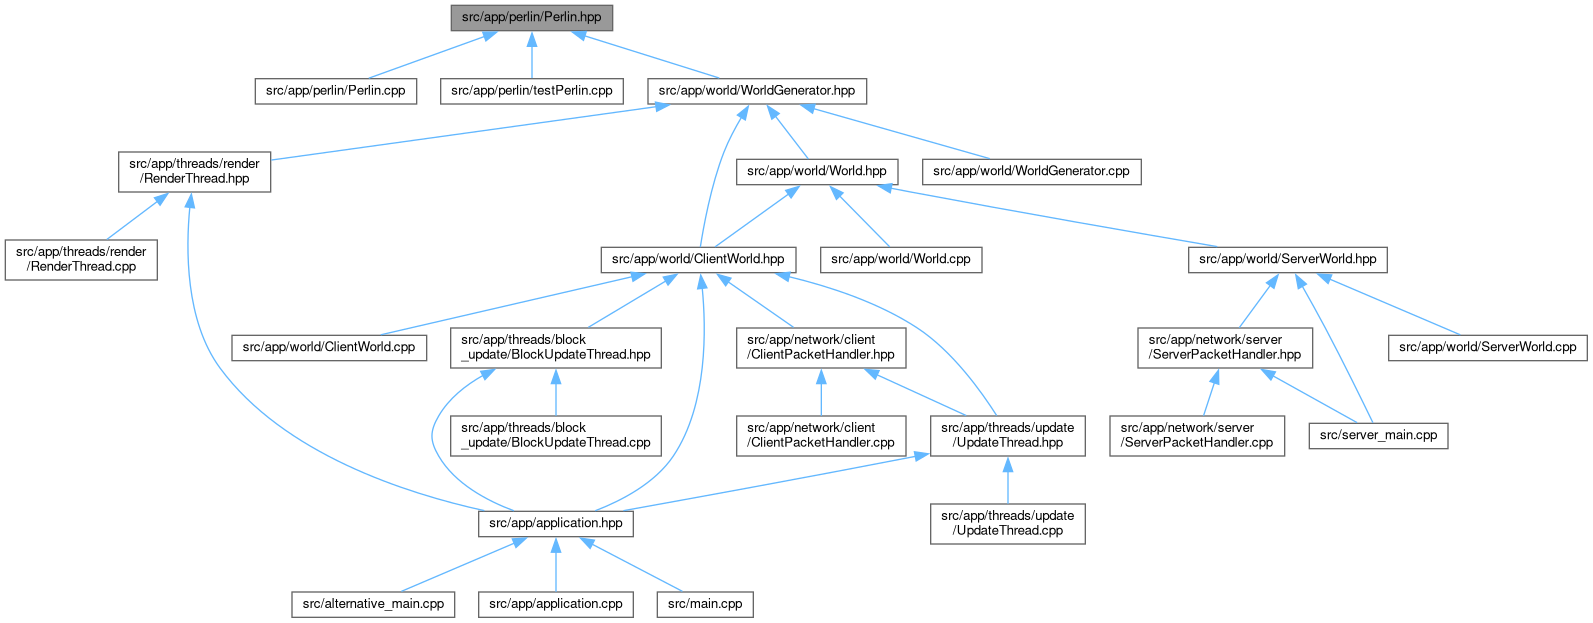 src/app/perlin/Perlin.hpp
src/app/perlin/Perlin.cpp
src/app/perlin/testPerlin.cpp
src/app/world/WorldGenerator.hpp
src/app/threads/render
/RenderThread.hpp
src/app/world/World.hpp
src/app/world/WorldGenerator.cpp
src/app/threads/render
/RenderThread.cpp
src/app/world/ClientWorld.hpp
src/app/world/World.cpp
src/app/world/ServerWorld.hpp
src/app/world/ClientWorld.cpp
src/app/threads/block
_update/BlockUpdateThread.hpp
src/app/network/client
/ClientPacketHandler.hpp
src/app/network/server
/ServerPacketHandler.hpp
src/app/world/ServerWorld.cpp
src/app/threads/block
_update/BlockUpdateThread.cpp
src/app/network/client
/ClientPacketHandler.cpp
src/app/threads/update
/UpdateThread.hpp
src/app/network/server
/ServerPacketHandler.cpp
src/server_main.cpp
src/app/application.hpp
src/app/threads/update
/UpdateThread.cpp
src/alternative_main.cpp
src/app/application.cpp
src/main.cpp